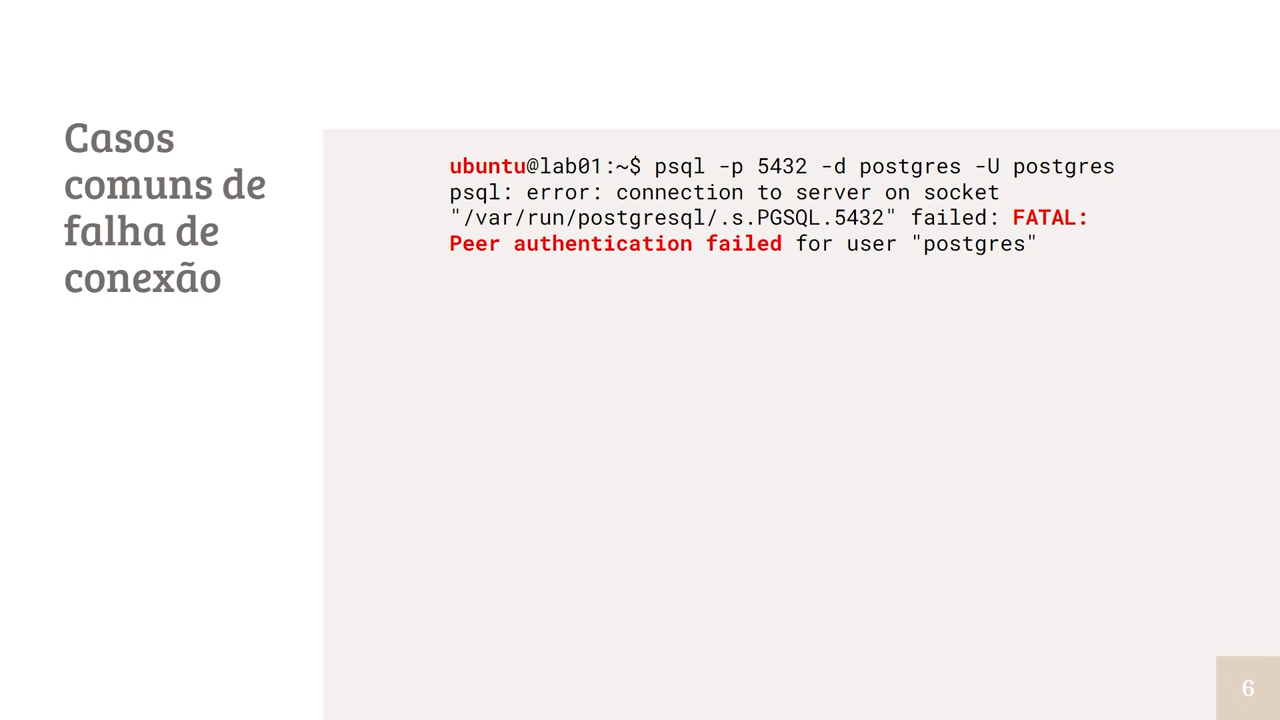 Casos
comuns de
falha de
conexão
ubuntu@lab01:~$ psql -p 5432 -d postgres -U postgres
psql: error: connection to server on socket
"/var/run/postgresql/.s.PGSQL.5432" failed: FATAL:
Peer authentication failed for user "postgres"
6